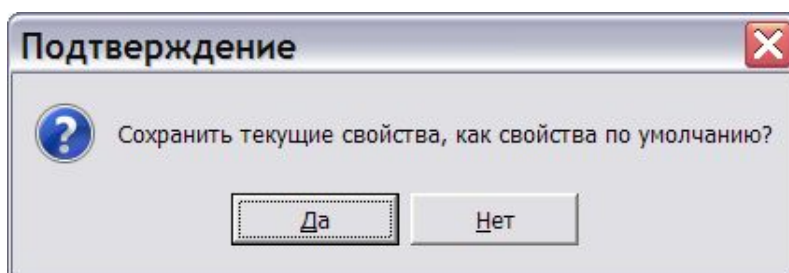 Подтверждение
Сохранить текущие свойства, как свойства по умолчанию?
Да Нет